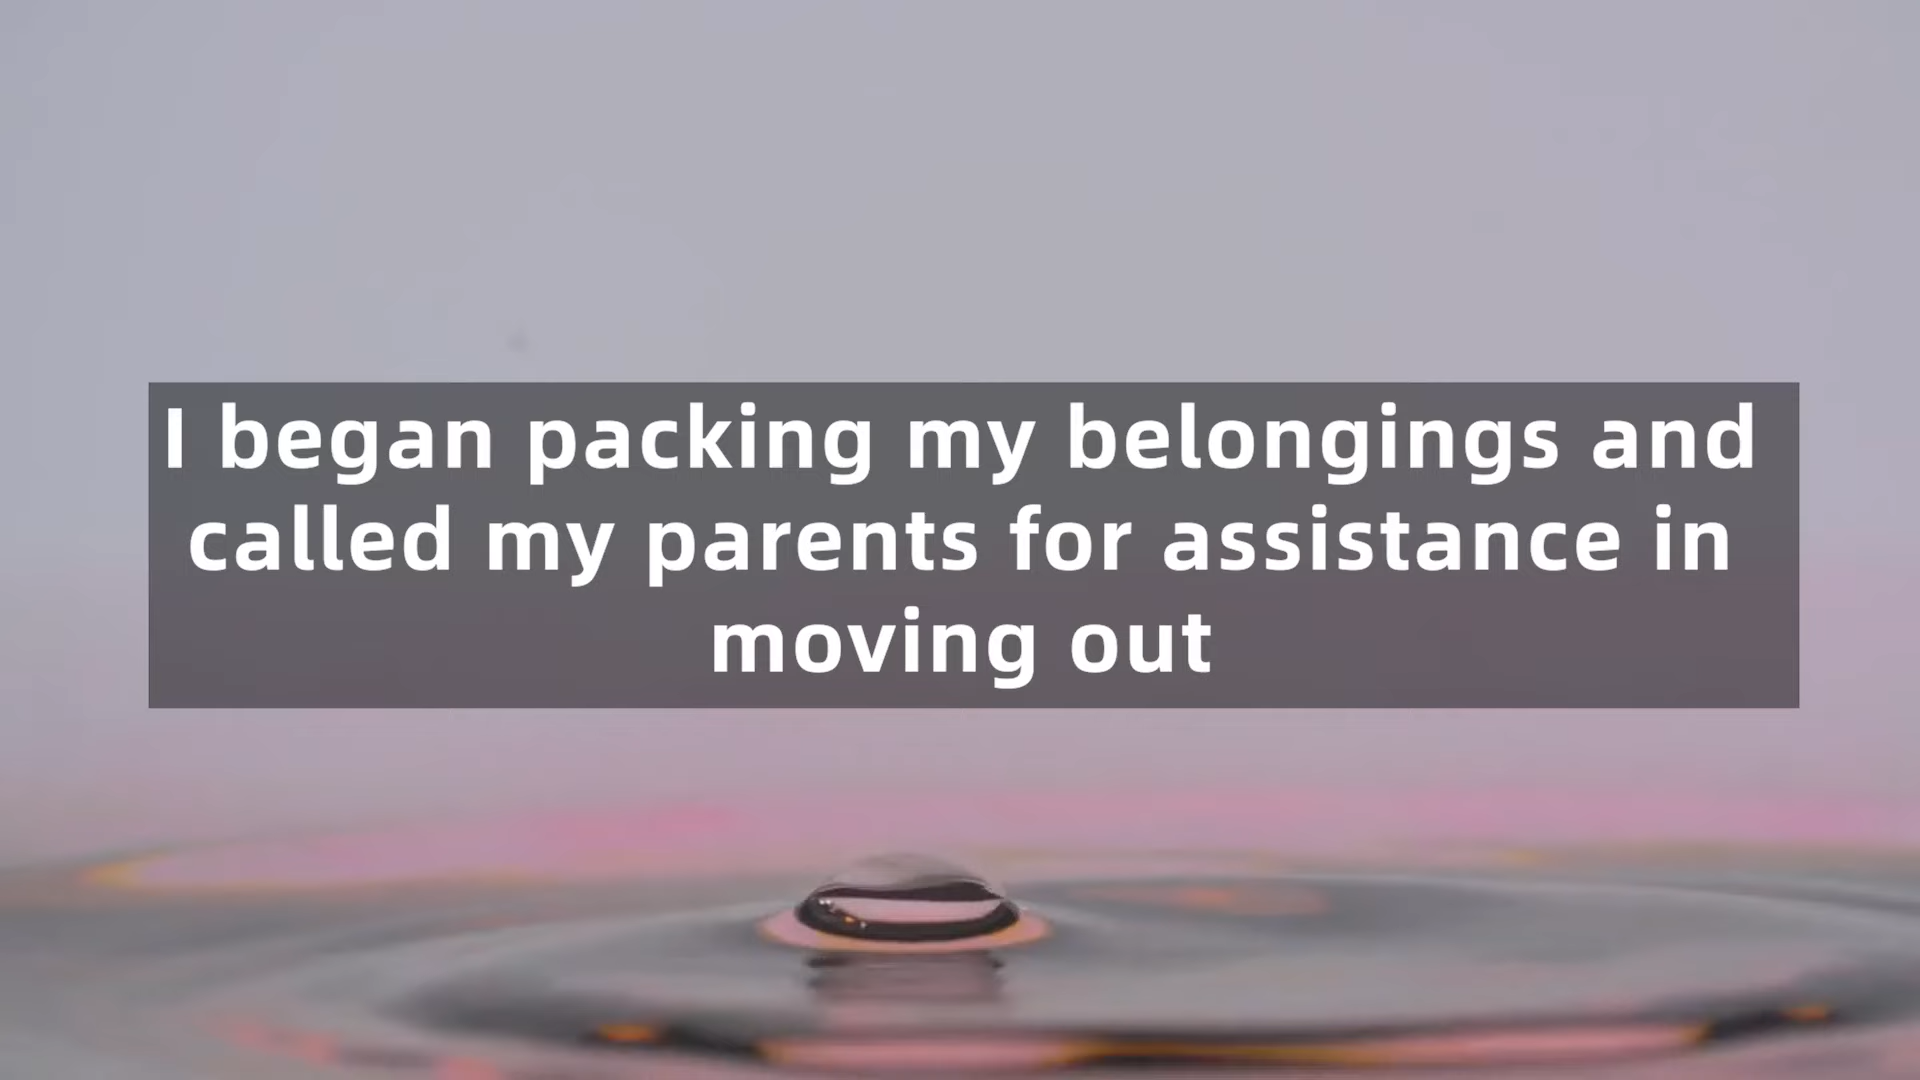 I began packing my belongings and
called my parents for assistance in
moving out